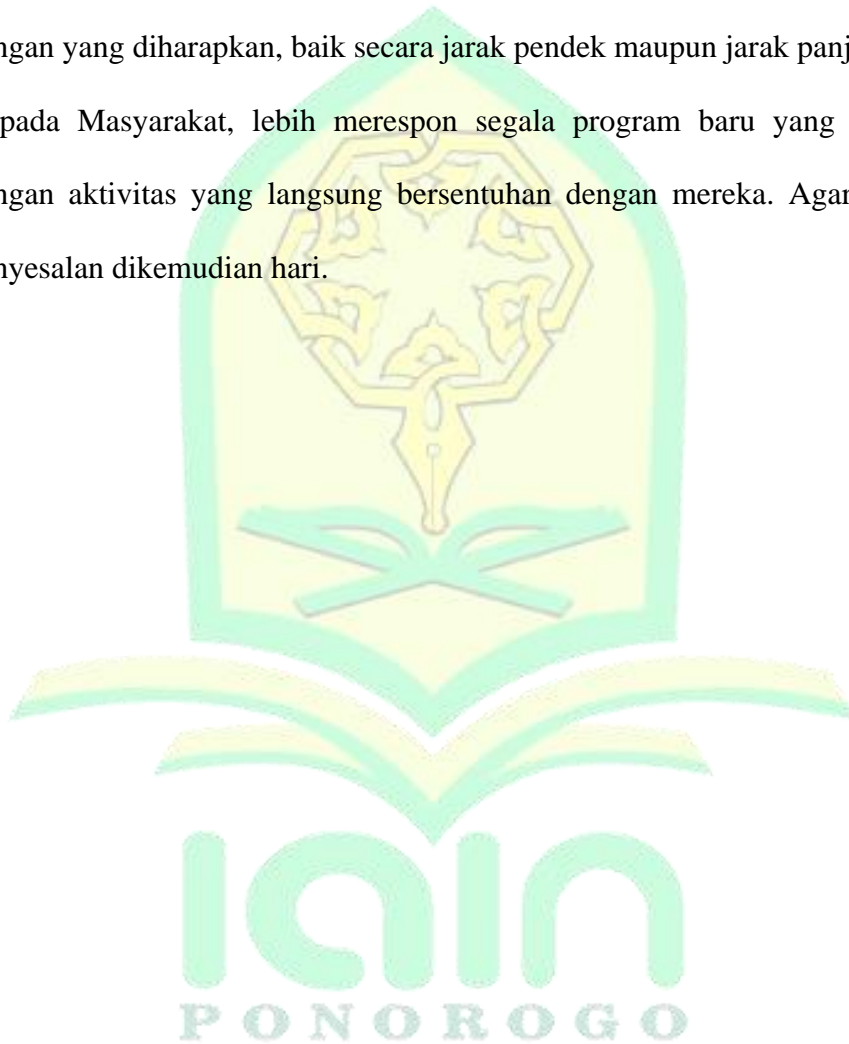 ngan yang diharapkan, baik secara jarak pendek maupun jarak panj
pada Masyarakat, lebih merespon segala program baru yang
ngan aktivitas yang langsung bersentuhan dengan mereka. Agar
nyesalan dikemudian hari.
iain
PONOROGO